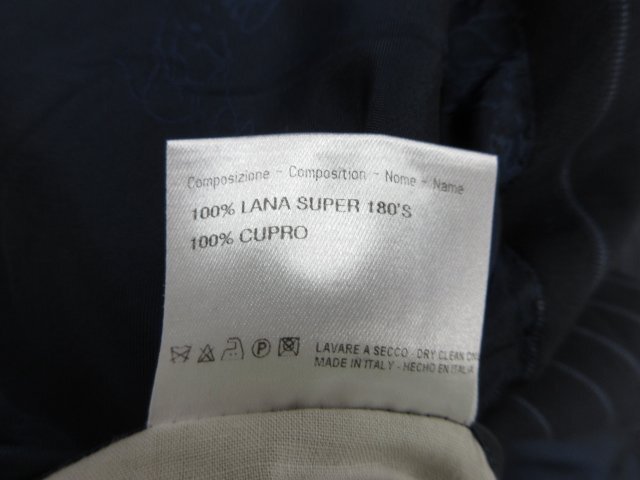 Composizione - Composition - Nome - Name
100% LANA SUPER 180'S
100% CUPRO
P
LAVARE A SECCO - DRY CLEAN ONL
MADE IN ITALY - HECHO EN ITALIA